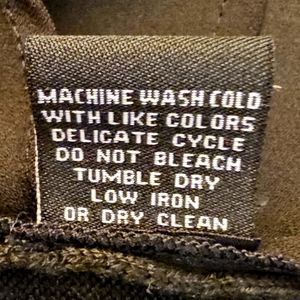 MACHINE WASH COLD
WITH LIKE COLORS
DELICATE CYCLE
DO NOT BLEACH
TUMBLE DRY
LOW IRON
OR DRY CLEAN